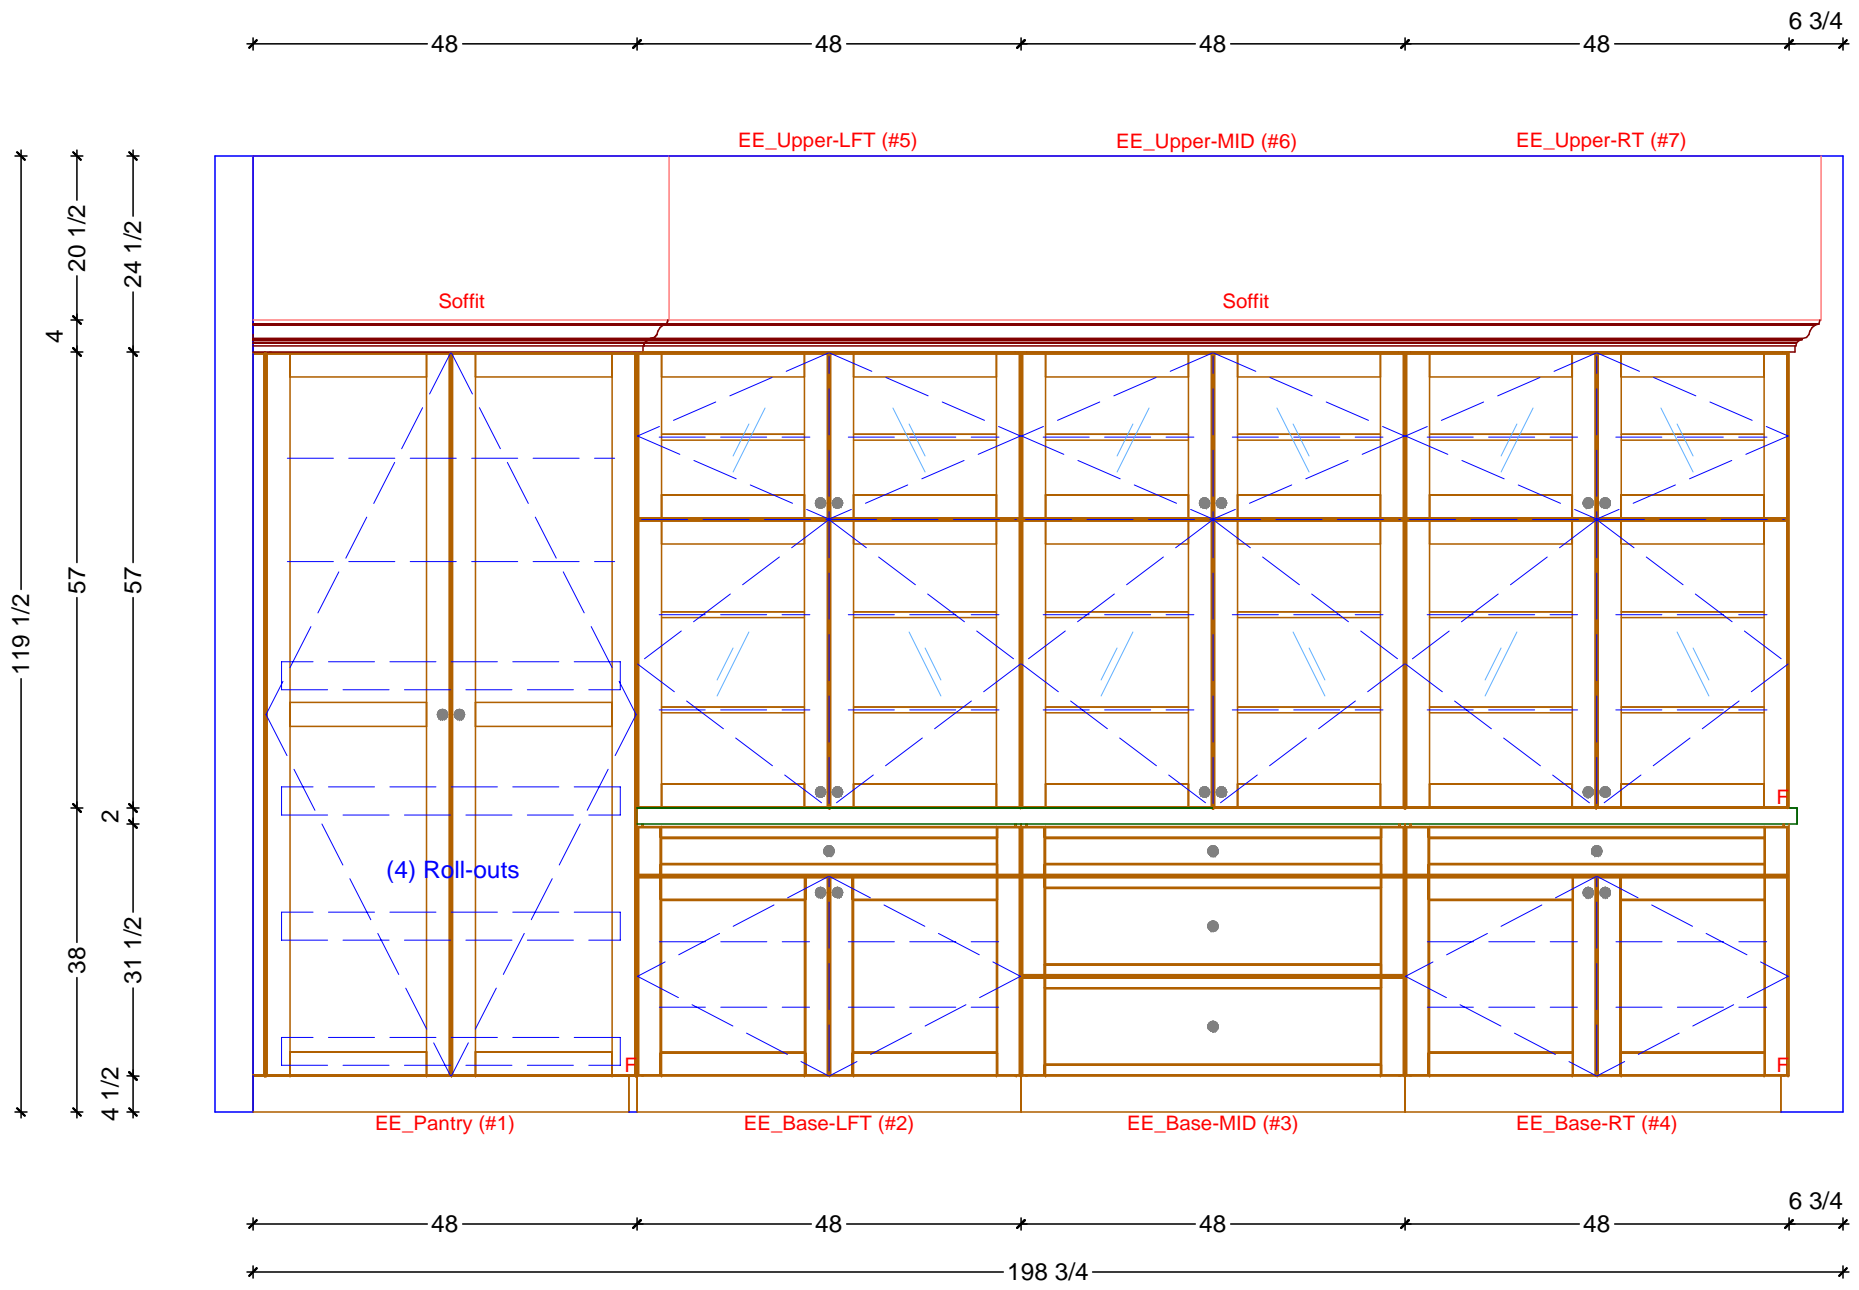 6 3/4
48 48 48 48
EE_Upper-LFT (#5) EE_Upper-MID (#6) EE_Upper-RT (#7)
20 1/2
24 1/2
Soffit Soffit
4
57 57
119 1/2
F
2
(4) Roll-outs
38
31 1/2
F F
4 1/2
EE_Pantry (#1) EE_Base-LFT (#2) EE_Base-MID (#3) EE_Base-RT (#4)
6 3/4
48 48 48 48
198 3/4